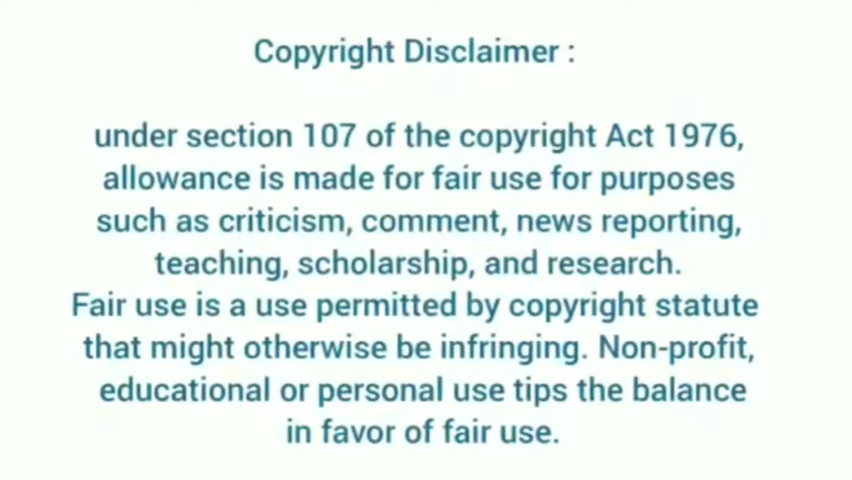 Copyright Disclaimer :
under section 107 of the copyright Act 1976,
allowance is made for fair use for purposes
such as criticism, comment, news reporting,
teaching, scholarship, and research.
Fair use is a use permitted by copyright statute
that might otherwise be infringing. Non-profit,
educational or personal use tips the balance
in favor of fair use.